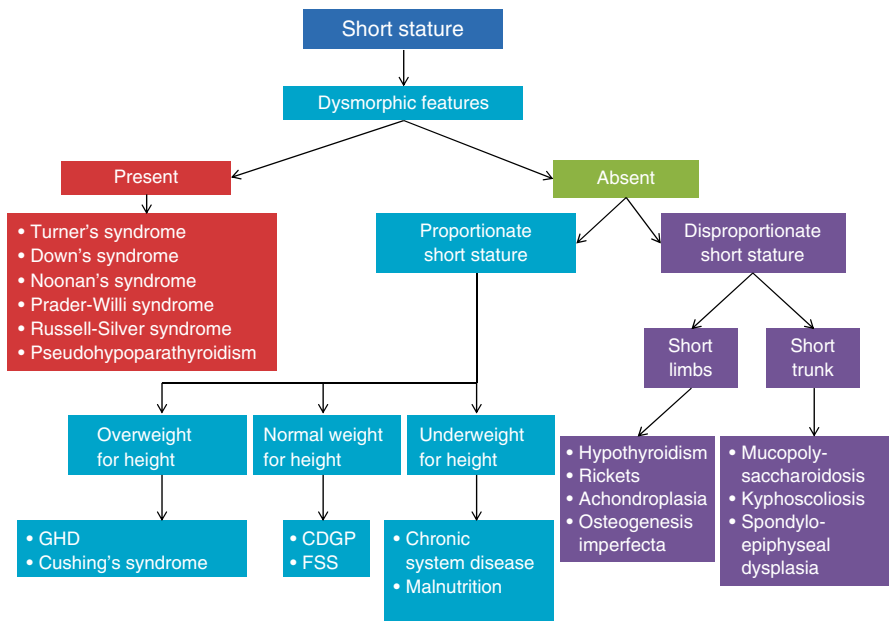 Short stature
Dysmorphic features
Present
Absent
• Turner's syndrome
• Down's syndrome
• Noonan's syndrome
• Prader-Willi syndrome
• Russell-Silver syndrome
• Pseudohypoparathyroidism
Proportionate
short stature
Disproportionate
short stature
Short
limbs
Short
trunk
Overweight
for height
Normal weight
for height
Underweight
for height
• Hypothyroidism
• Rickets
• Achondroplasia
• Osteogenesis
imperfecta
• Mucopoly-
saccharoidosis
• Kyphoscoliosis
• Spondylo-
epiphyseal
dysplasia
• GHD
• Cushing's syndrome
• CDGP
• FSS
• Chronic
system disease
• Malnutrition